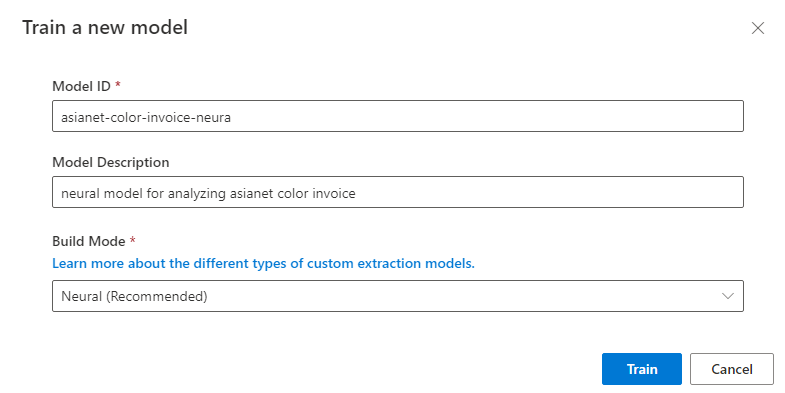 Train a new model
Model ID *
asianet-color-invoice-neura
Model Description
neural model for analyzing asianet color invoice
Build Mode *
Learn more about the different types of custom extraction models.
Neural (Recommended)
Train
Cancel